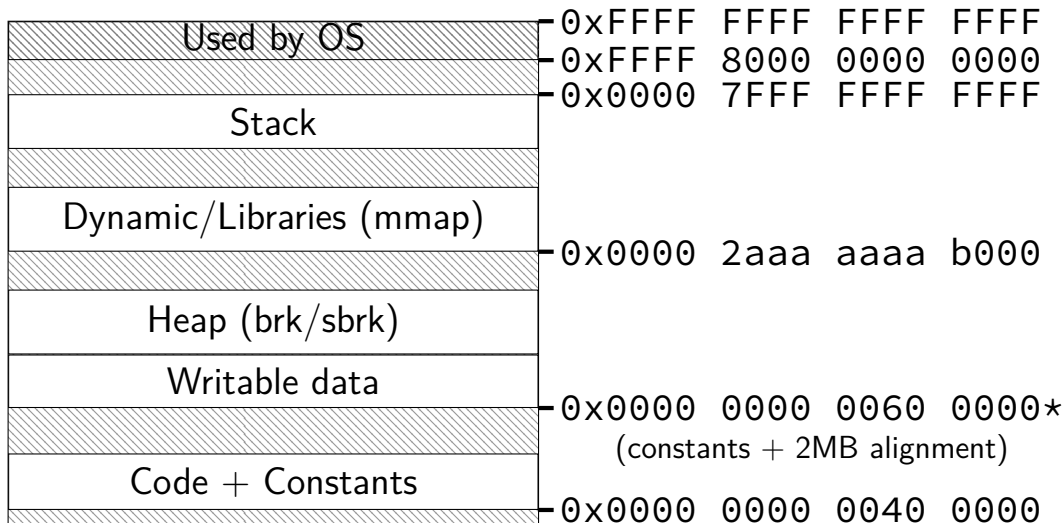 0xFFFF FFFF FFFF FFFF
Used by OS
0xFFFF 8000 0000 0000
0x0000 7FFF FFFF FFFF
Stack
Dynamic/Libraries (mmap)
0x0000 2aaa aaaa b000
Heap (brk/sbrk)
Writable data
0x0000 0000 0060 0000*
(constants + 2MB alignment)
Code + Constants
0x0000 0000 0040 0000